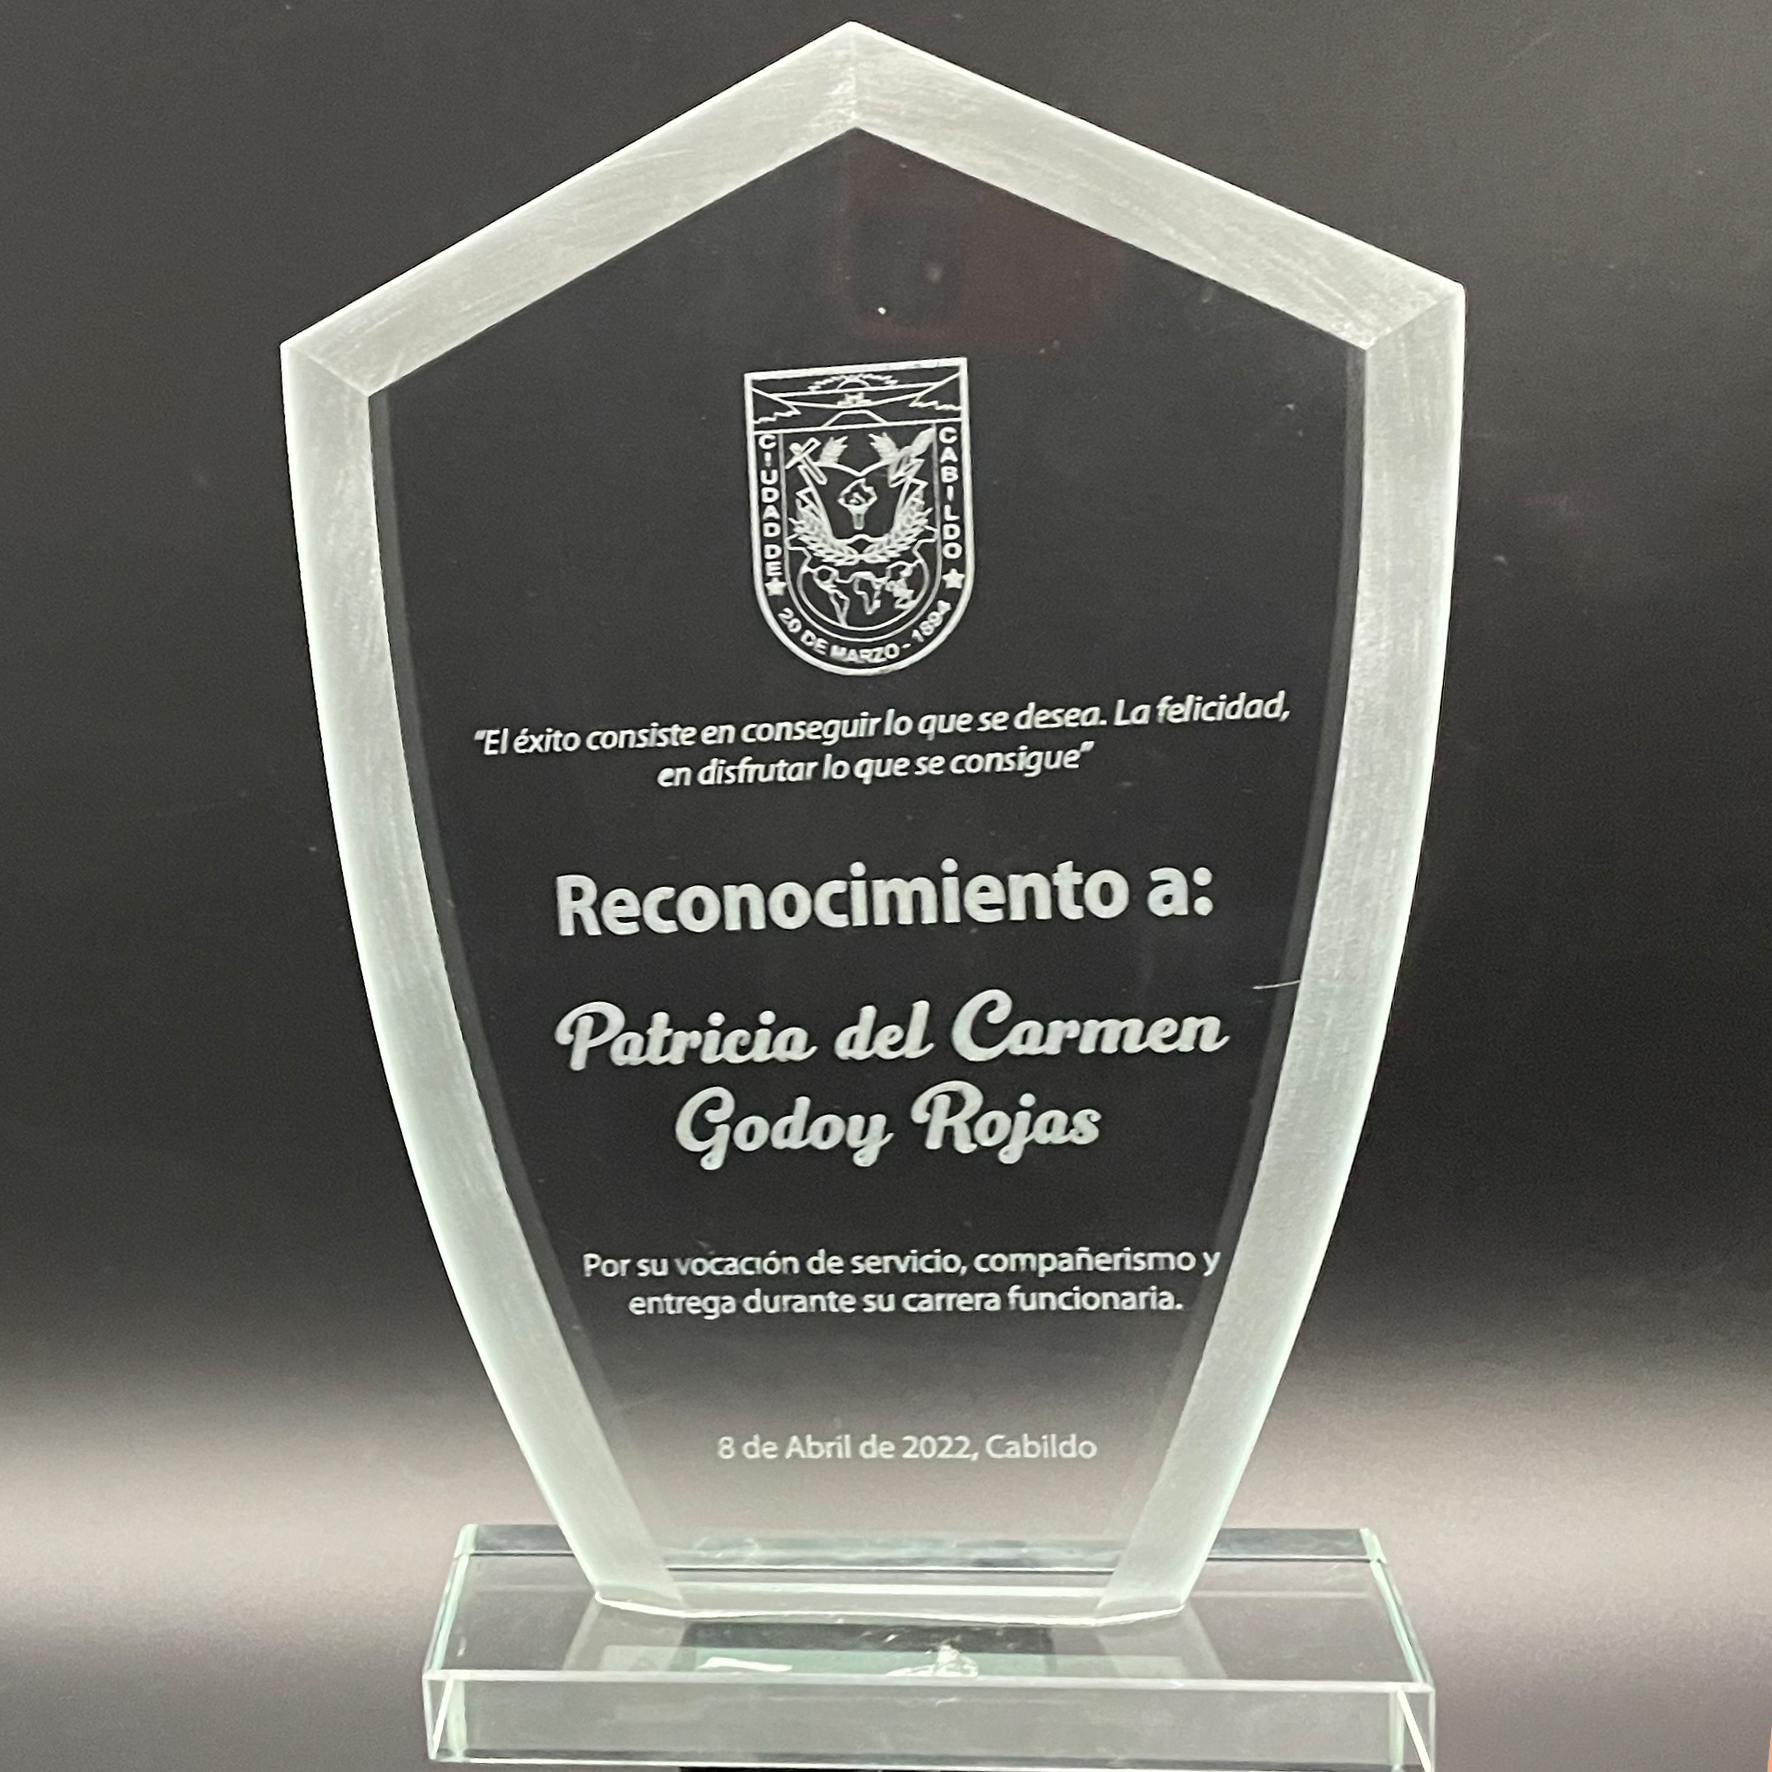 CIUDAD DE
CABILDO
20 DE MARZO - 1894
"El éxito consiste en conseguir lo que se desea. La felicidad,
en disfrutar lo que se consigue"
Reconocimiento a:
Patricia del Carmen
Godoy Rojas
Por su vocación de servicio, compañerismo y
entrega durante su carrera funcionaria.
8 de Abril de 2022, Cabildo